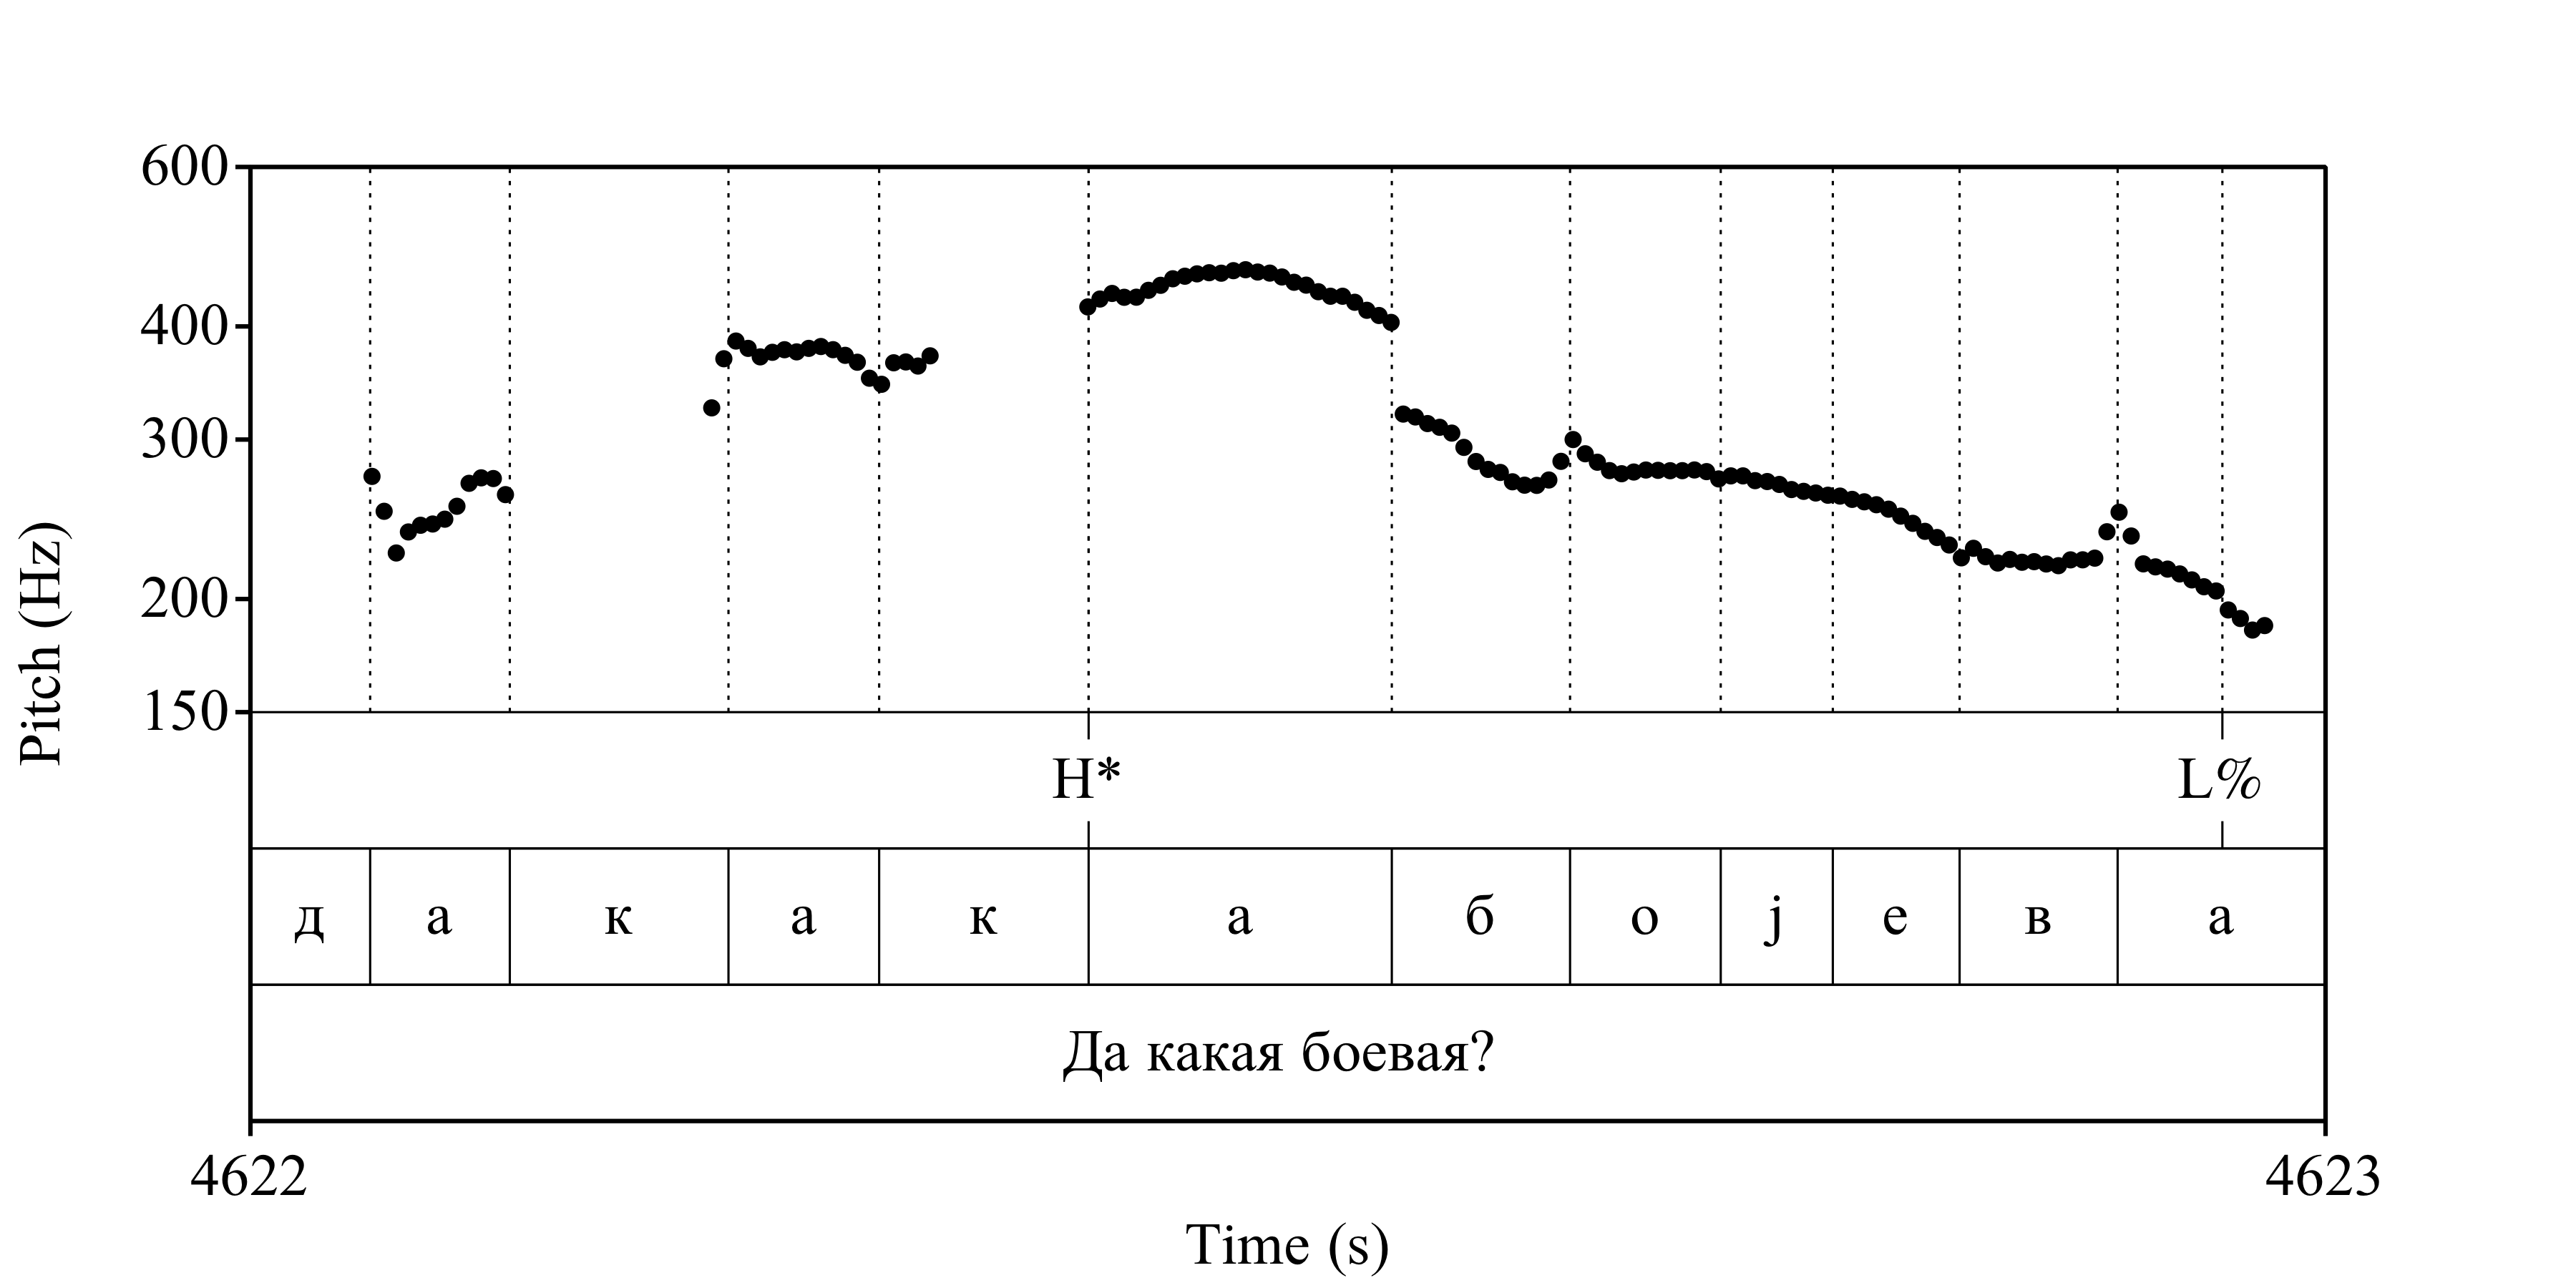 600
400
300
200
150
Pitch (Hz)
H* L%
д а к а к а б о j е в а
Да какая боевая?
4622 4623
Time (s)